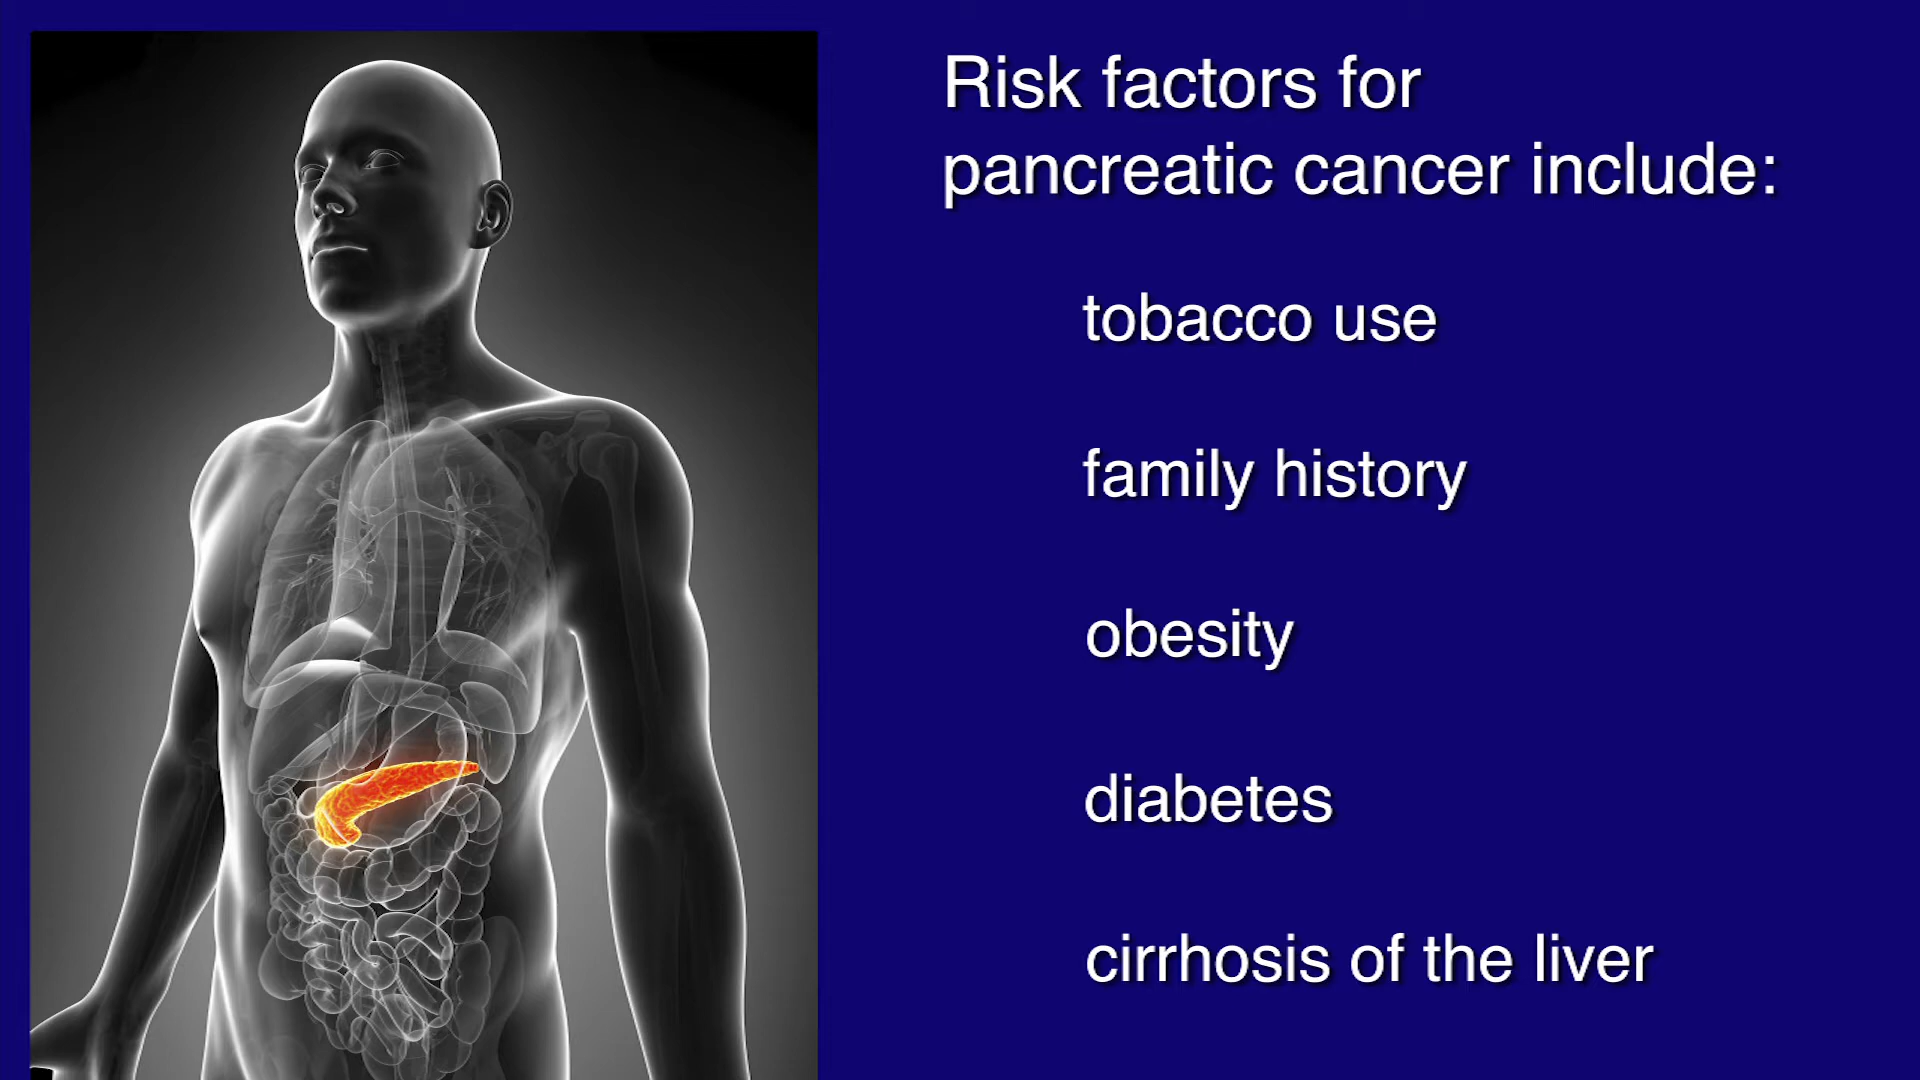 Risk factors for
pancreatic cancer include:
tobacco use
family history
obesity
diabetes
cirrhosis of the liver